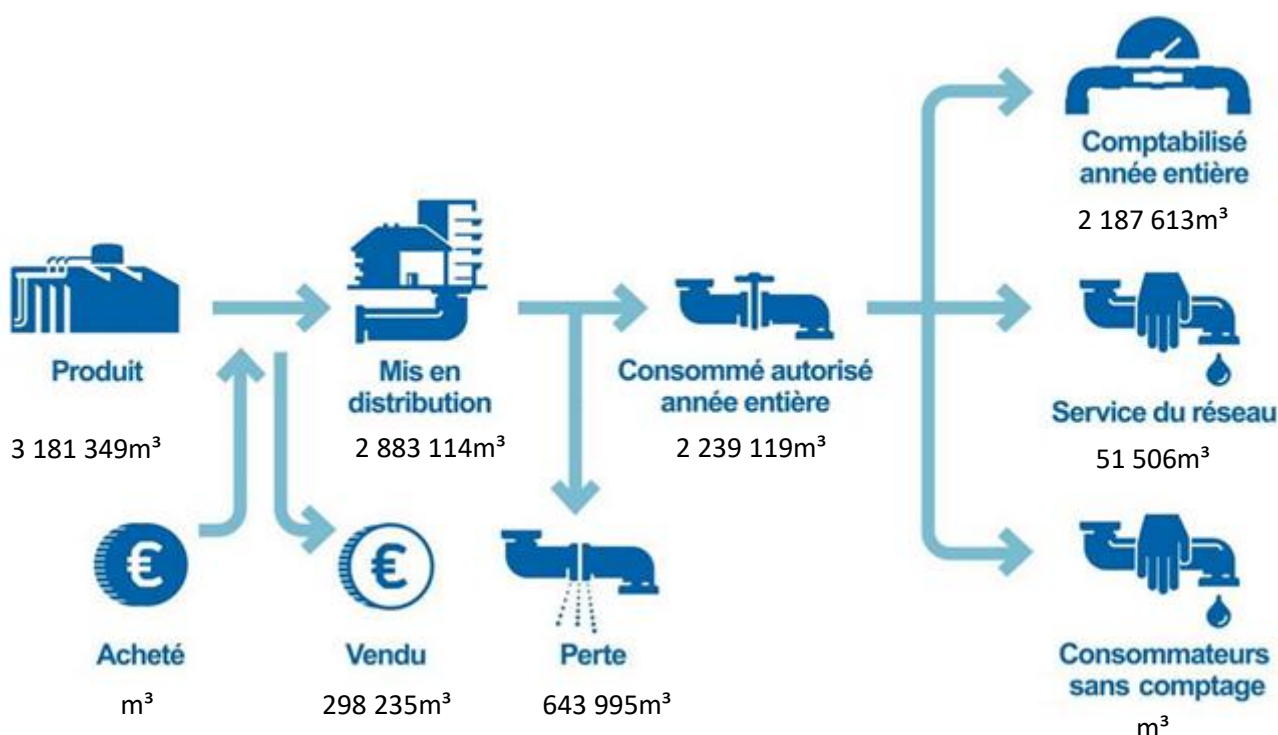 Comptabilisé
année entière
2 187 613m³
Produit
3 181 349m³
Mis en
distribution
2 883 114m³
Consommé autorisé
année entière
2 239 119m³
Service du réseau
51 506m³
€
Acheté
m³
€
Vendu
298 235m³
Perte
643 995m³
Consommateurs
sans comptage
m³